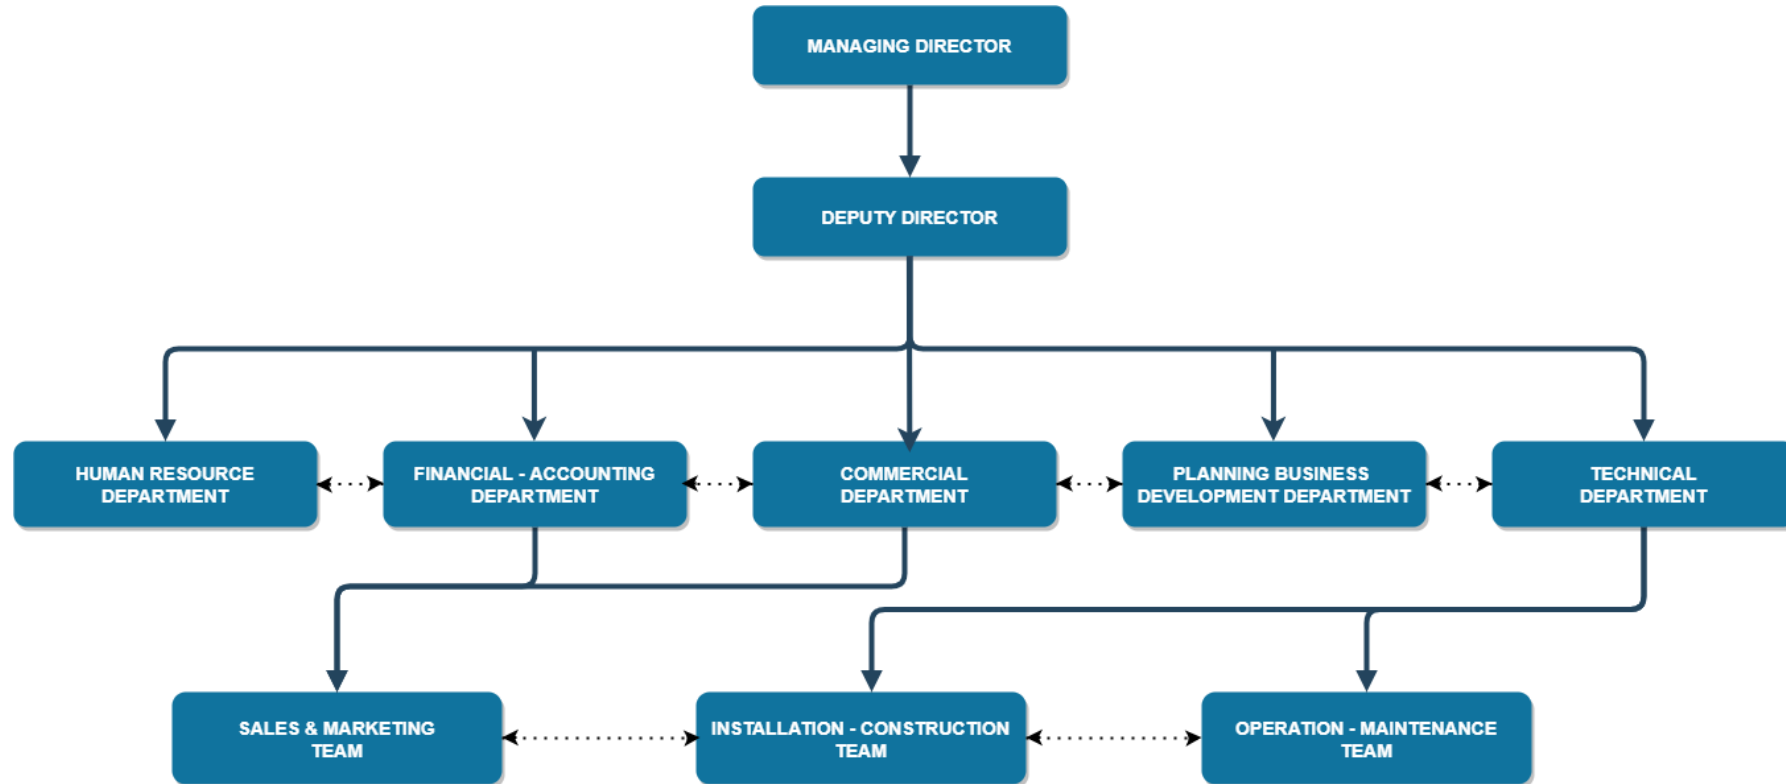 MANAGING DIRECTOR
DEPUTY DIRECTOR
HUMAN RESOURCE
DEPARTMENT
FINANCIAL - ACCOUNTING
DEPARTMENT
COMMERCIAL
DEPARTMENT
PLANNING BUSINESS
DEVELOPMENT DEPARTMENT
TECHNICAL
DEPARTMENT
SALES & MARKETING
TEAM
INSTALLATION - CONSTRUCTION
TEAM
OPERATION - MAINTENANCE
TEAM